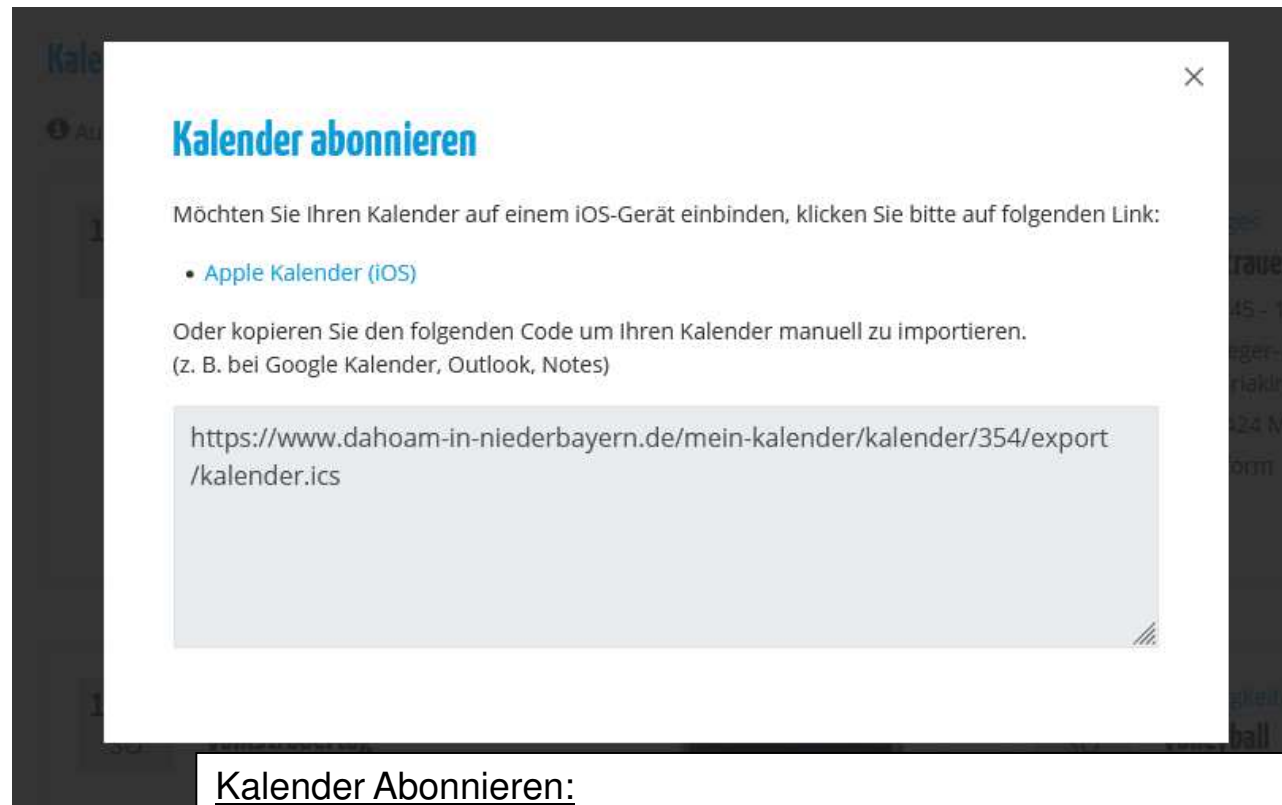 Kalender abonnieren
Möchten Sie Ihren Kalender auf einem iOS-Gerät einbinden, klicken Sie bitte auf folgenden Link:
• Apple Kalender (iOS)
Oder kopieren Sie den folgenden Code um Ihren Kalender manuell zu importieren.
(z. B. bei Google Kalender, Outlook, Notes)
https://www.dahoam-in-niederbayern.de/mein-kalender/kalender/354/export
/kalender.ics
Kalender Abonnieren: